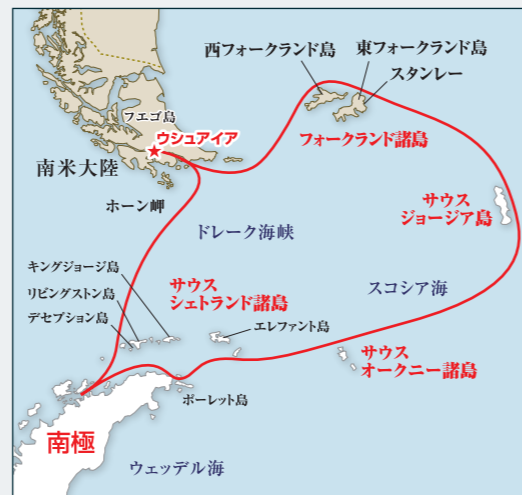 西フォークランド島
東フォークランド島
スタンレー
フエゴ島
ウシュアイア
フォークランド諸島
南米大陸
サウス
ジョージア島
ホーン岬
ドレーク海峡
キングジョージ島
リビングストン島
デセプション島
サウス
シェトランド諸島
スコシア海
エレファント島
サウス
オークニー諸島
ポーレット島
南極
ウェッデル海